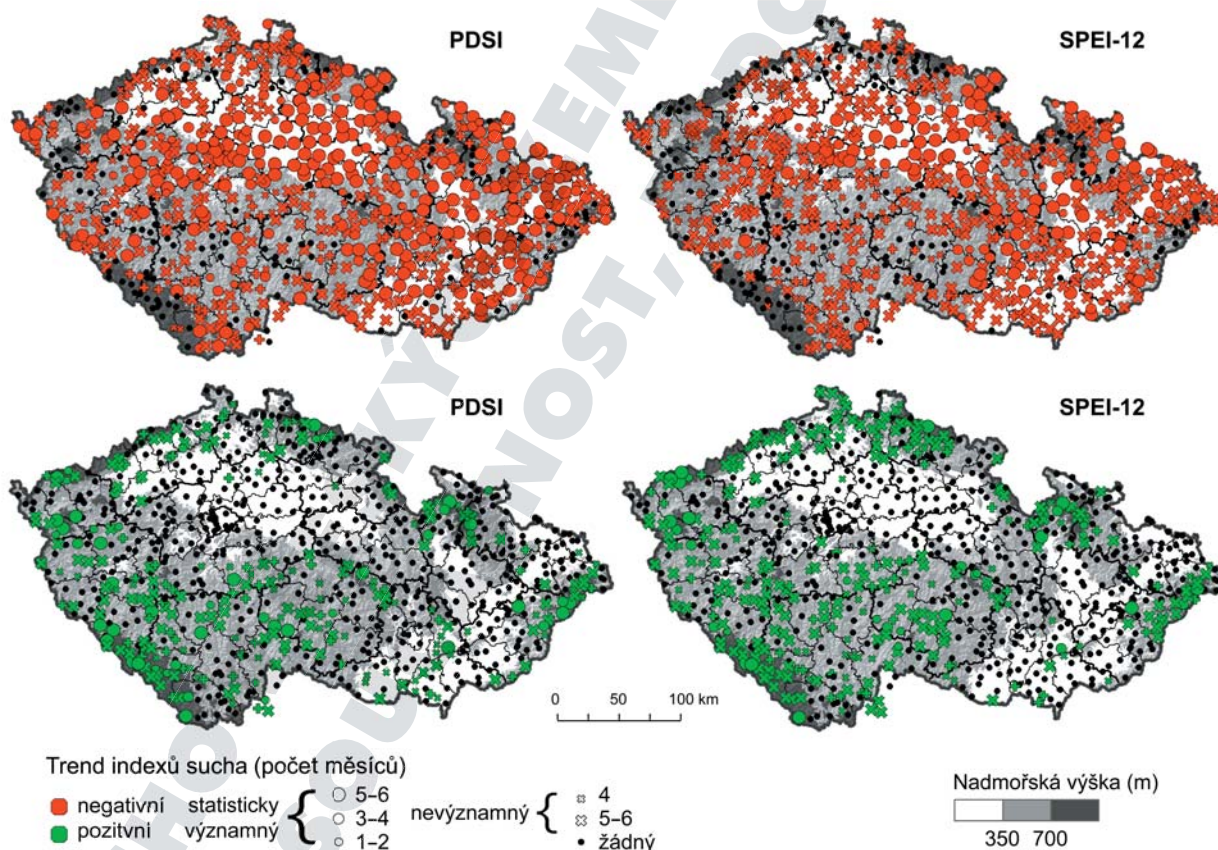 PDSI
SPEI-12
PDSI
SPEI-12
0 50 100 km
Trend indexů sucha (počet měsíců)
negativní statisticky
pozitvni významný
5–6
3–4
1–2
nevýznamný
4
5–6
žádný
Nadmořská výška (m)
350 700